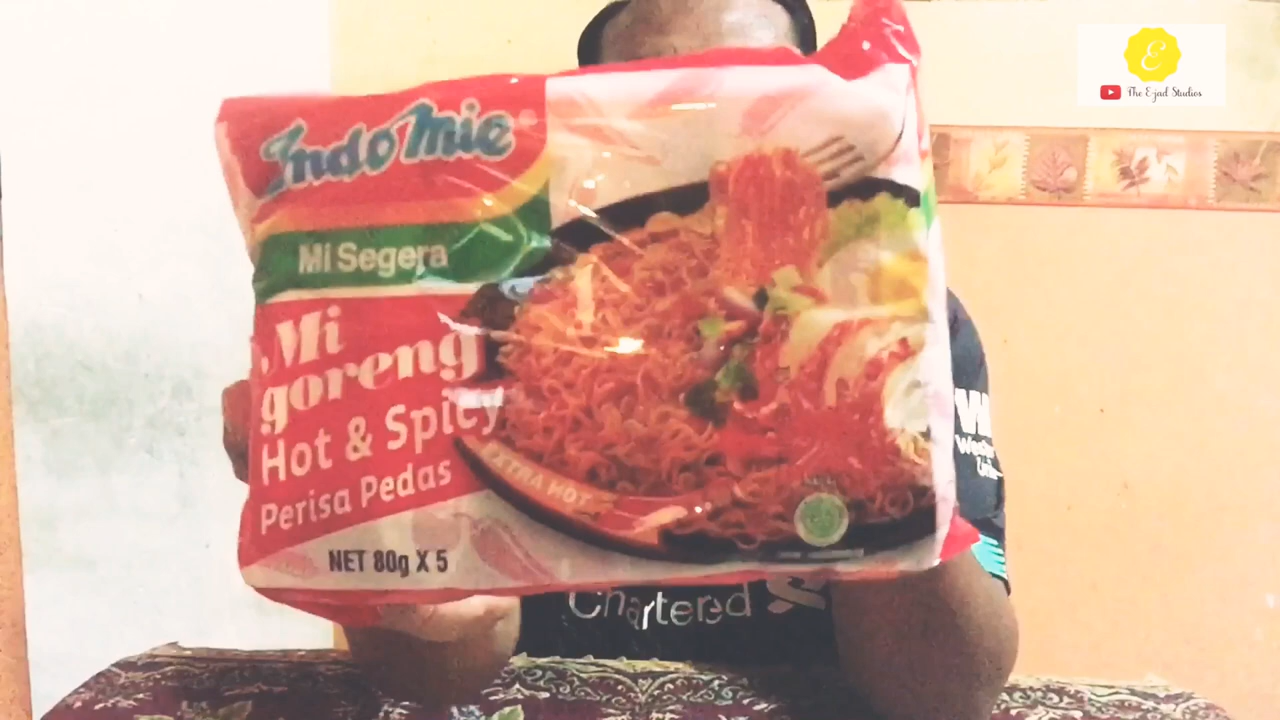 IndoMie
Mi Segera
Mi
goreng
Hot & Spicy
Perisa Pedas
EXTRA HOT
NET 80g X 5
Chartered
E
The E-jad Studios